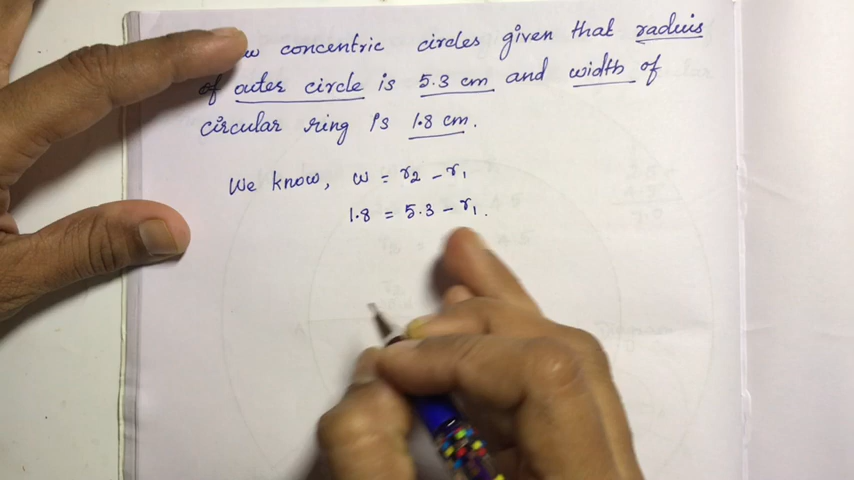 concentric circles given that radius
of outer circle is 5.3 cm and width of
circular ring is 1.8 cm.
We know, w = r₂ - r₁
1.8 = 5.3 - r₁.